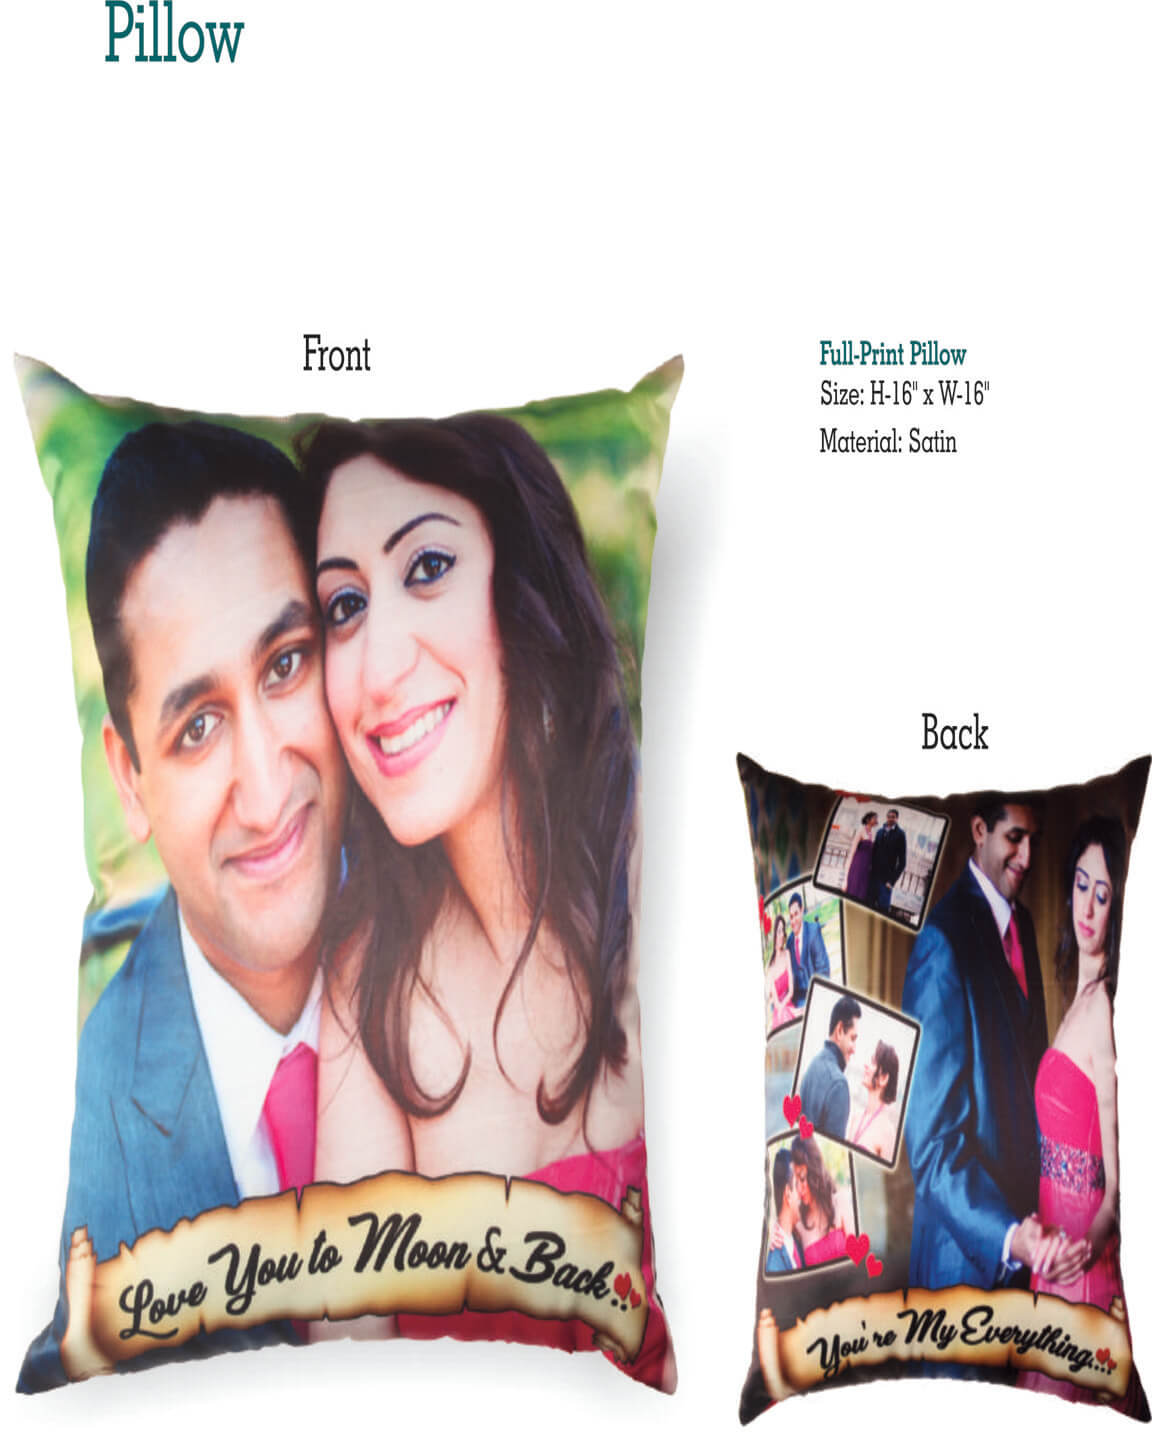 Pillow
Front
Full-Print Pillow
Size: H-16" x W-16"
Material: Satin
Back
Love You to Moon & Back..
You're My Everything....